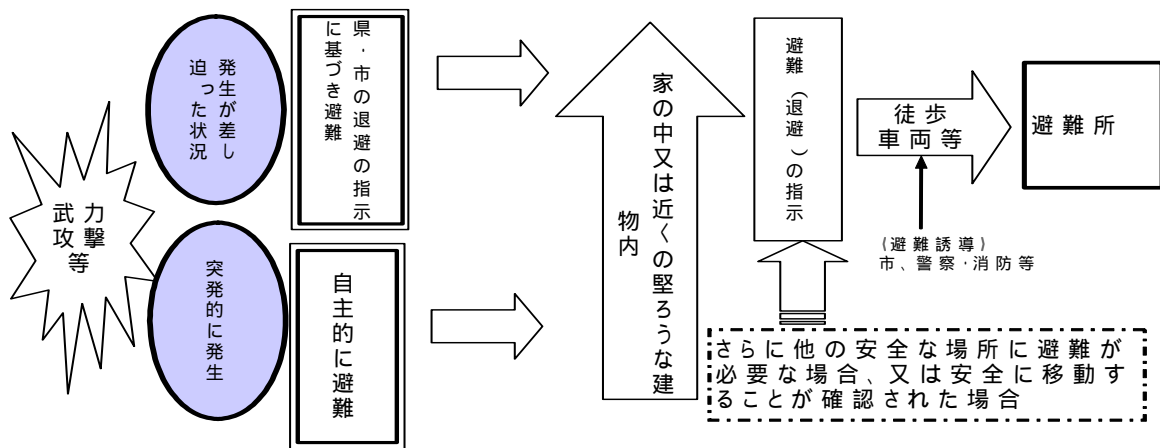 武力
攻撃
等
発生が差し
迫った状況
県・市の退避の指示
に基づき避難
突発的に発生
自主的に避難
家の中又は近くの堅ろうな建
物内
避難（退避）の指示
徒歩
車両等
避難所
(避難誘導)
市、警察・消防等
さらに他の安全な場所に避難が
必要な場合、又は安全に移動す
ることが確認された場合